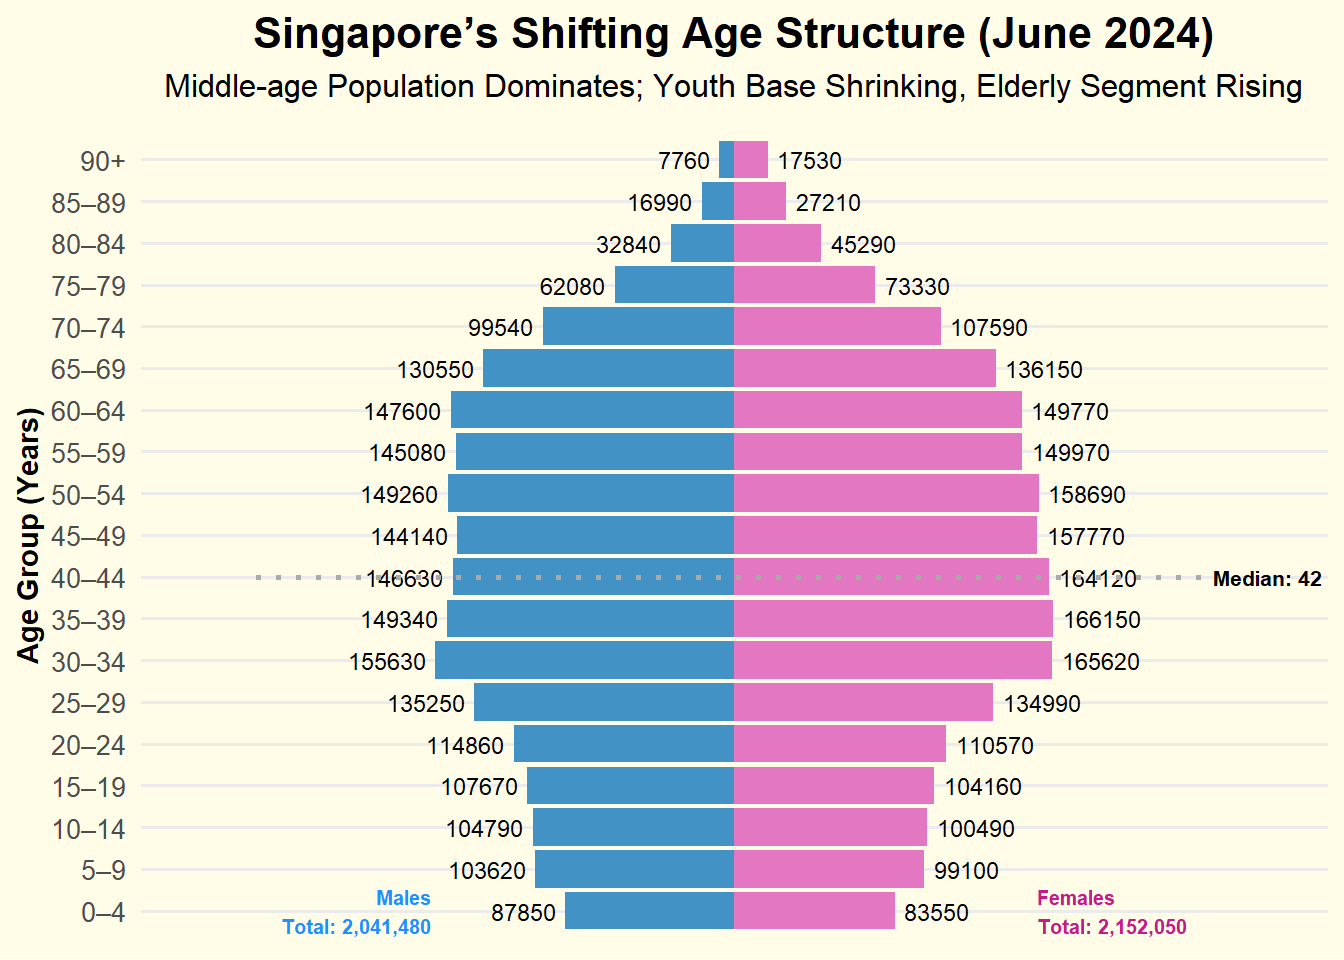 Singapore’s Shifting Age Structure (June 2024)
Middle-age Population Dominates; Youth Base Shrinking, Elderly Segment Rising
Age Group (Years)
90+ 7760 17530
85–89 16990 27210
80–84 32840 45290
75–79 62080 73330
70–74 99540 107590
65–69 130550 136150
60–64 147600 149770
55–59 145080 149970
50–54 149260 158690
45–49 144140 157770
40–44 146630 164120 Median: 42
35–39 149340 166150
30–34 155630 165620
25–29 135250 134990
20–24 114860 110570
15–19 107670 104160
10–14 104790 100490
5–9 103620 99100
Males Females
0–4 87850 83550
Total: 2,041,480 Total: 2,152,050